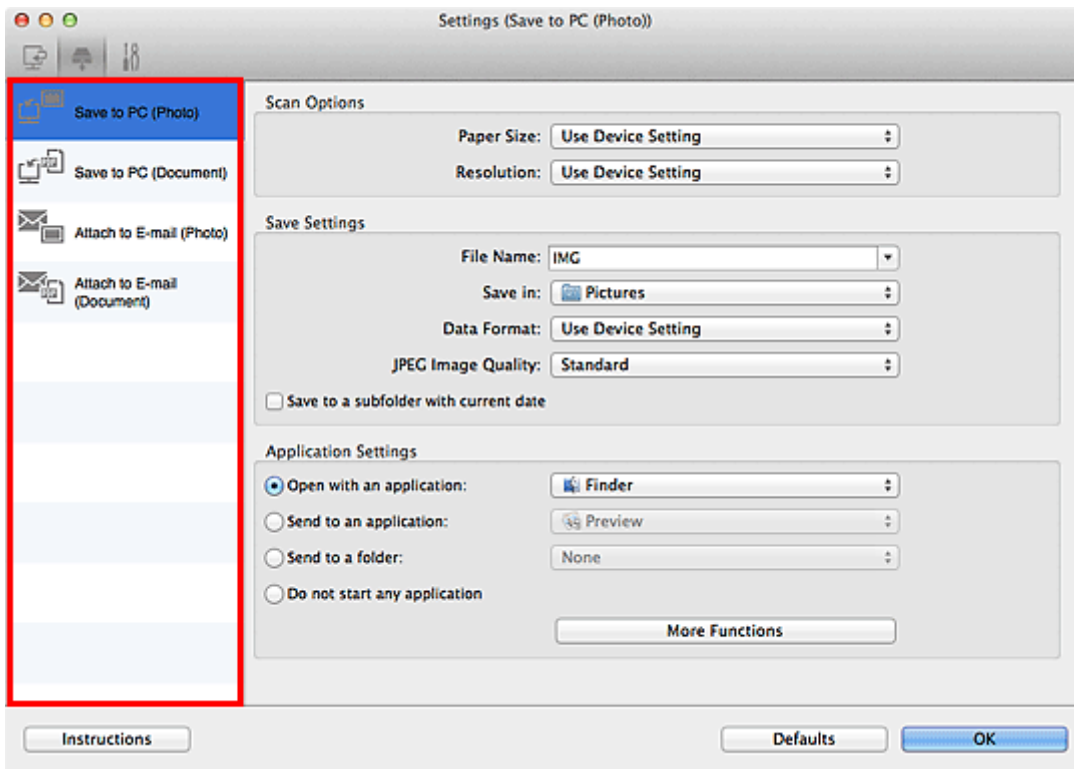 Settings (Save to PC (Photo))
Save to PC (Photo)
Save to PC (Document)
Attach to E-mail (Photo)
Attach to E-mail
(Document)
Scan Options
Paper Size: Use Device Setting
Resolution: Use Device Setting
Save Settings
File Name: IMG
Save in: Pictures
Data Format: Use Device Setting
JPEG Image Quality: Standard
Save to a subfolder with current date
Application Settings
Open with an application: Finder
Send to an application: Preview
Send to a folder: None
Do not start any application
More Functions
Instructions Defaults OK